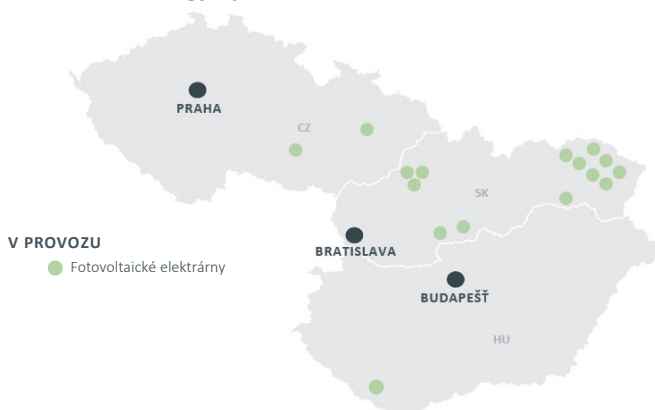 PRAHA
CZ
SK
V PROVOZU
Fotovoltaické elektrárny
BRATISLAVA
BUDAPEŠŤ
HU